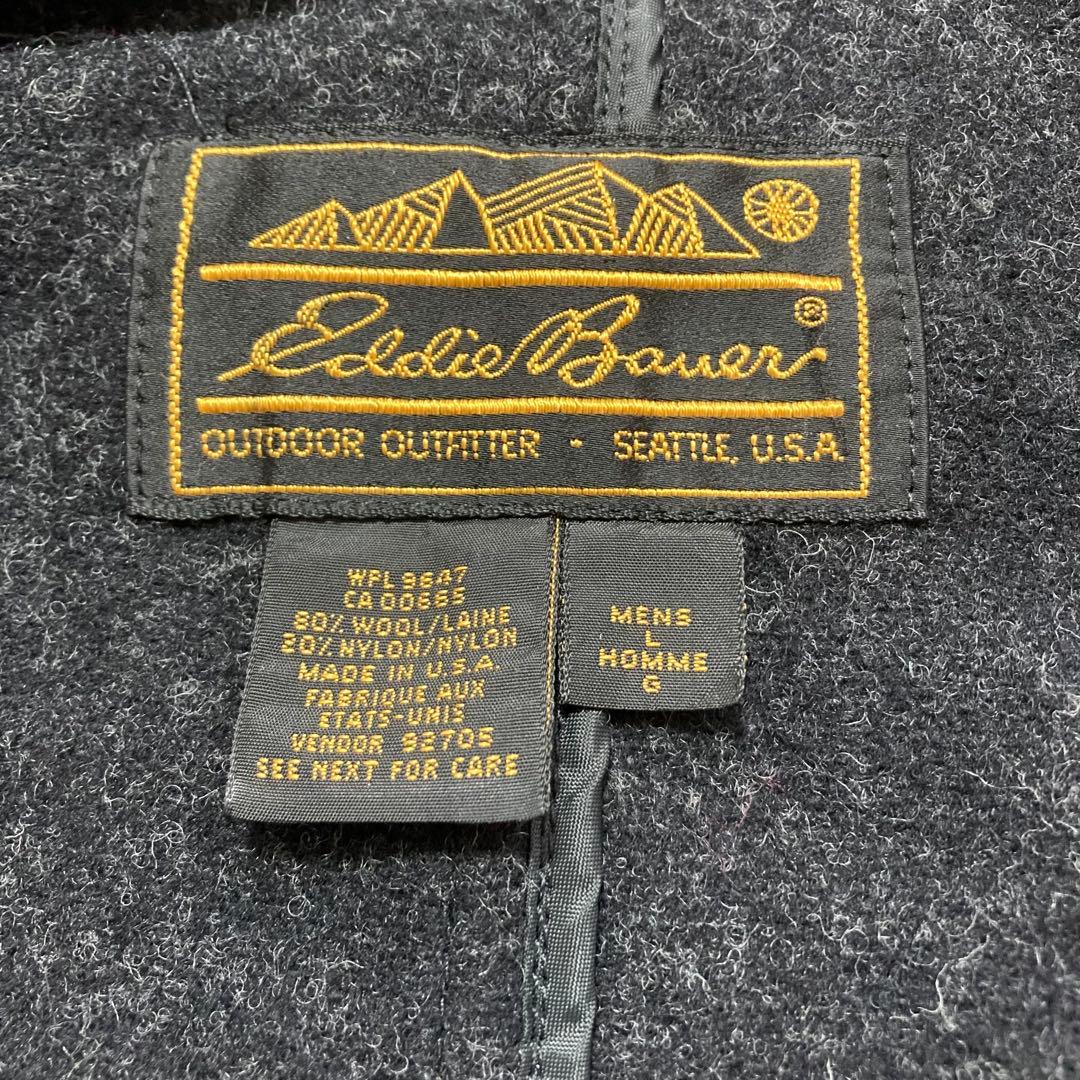 Eddie Bauer®
OUTDOOR OUTFITTER · SEATTLE, U.S.A.
WPL 9647
CA 00665
80% WOOL/LAINE
20% NYLON/NYLON
MADE IN U.S.A.
FABRIQUE AUX
ETATS-UNIS
VENDOR 92705
SEE NEXT FOR CARE
MENS
L
HOMME
G